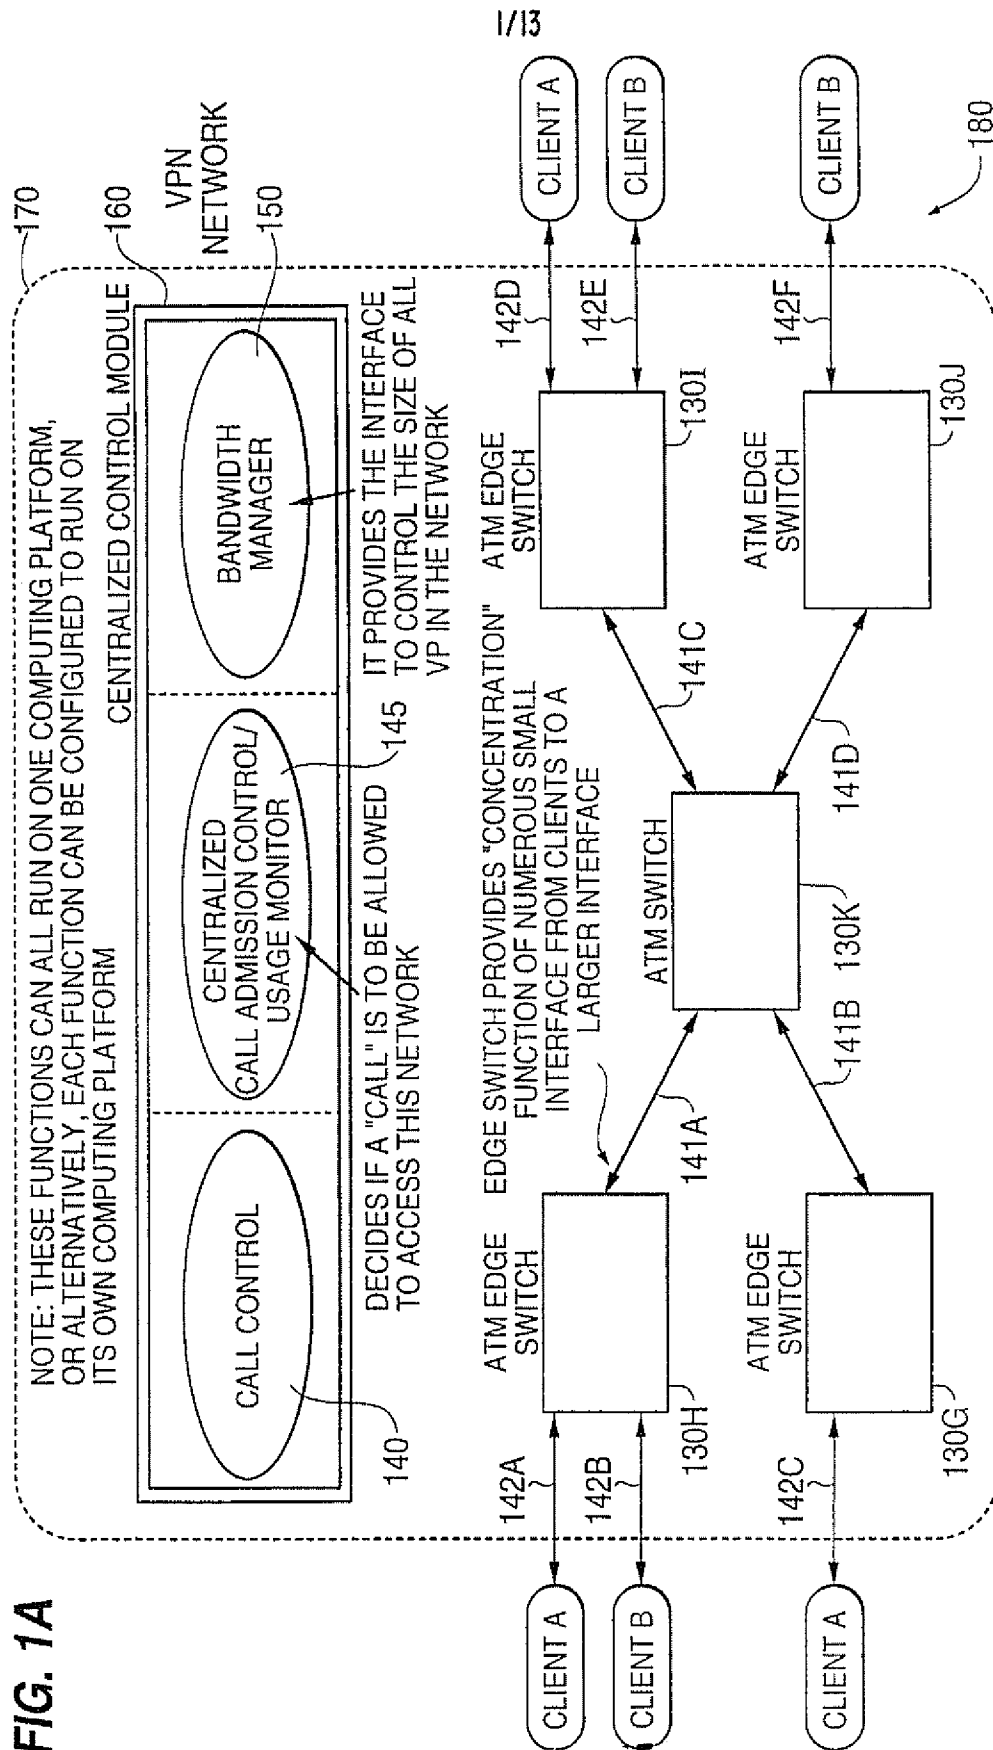 1/13
FIG. 1A
NOTE: THESE FUNCTIONS CAN ALL RUN ON ONE COMPUTING PLATFORM,
OR ALTERNATIVELY, EACH FUNCTION CAN BE CONFIGURED TO RUN ON
ITS OWN COMPUTING PLATFORM
170
CENTRALIZED CONTROL MODULE
160
VPN
NETWORK
CALL CONTROL
140
CENTRALIZED
CALL ADMISSION CONTROL/
USAGE MONITOR
145
BANDWIDTH
MANAGER
150
DECIDES IF A "CALL" IS TO BE ALLOWED
TO ACCESS THIS NETWORK
IT PROVIDES THE INTERFACE
TO CONTROL THE SIZE OF ALL
VP IN THE NETWORK
EDGE SWITCH PROVIDES "CONCENTRATION"
FUNCTION OF NUMEROUS SMALL
INTERFACE FROM CLIENTS TO A
LARGER INTERFACE
CLIENT A
142A
CLIENT B
142B
ATM EDGE
SWITCH
130H
141A
ATM EDGE
SWITCH
130I
141C
142D
CLIENT A
142E
CLIENT B
ATM SWITCH
130K
CLIENT A
142C
ATM EDGE
SWITCH
130G
141B
141D
ATM EDGE
SWITCH
130J
142F
CLIENT B
180